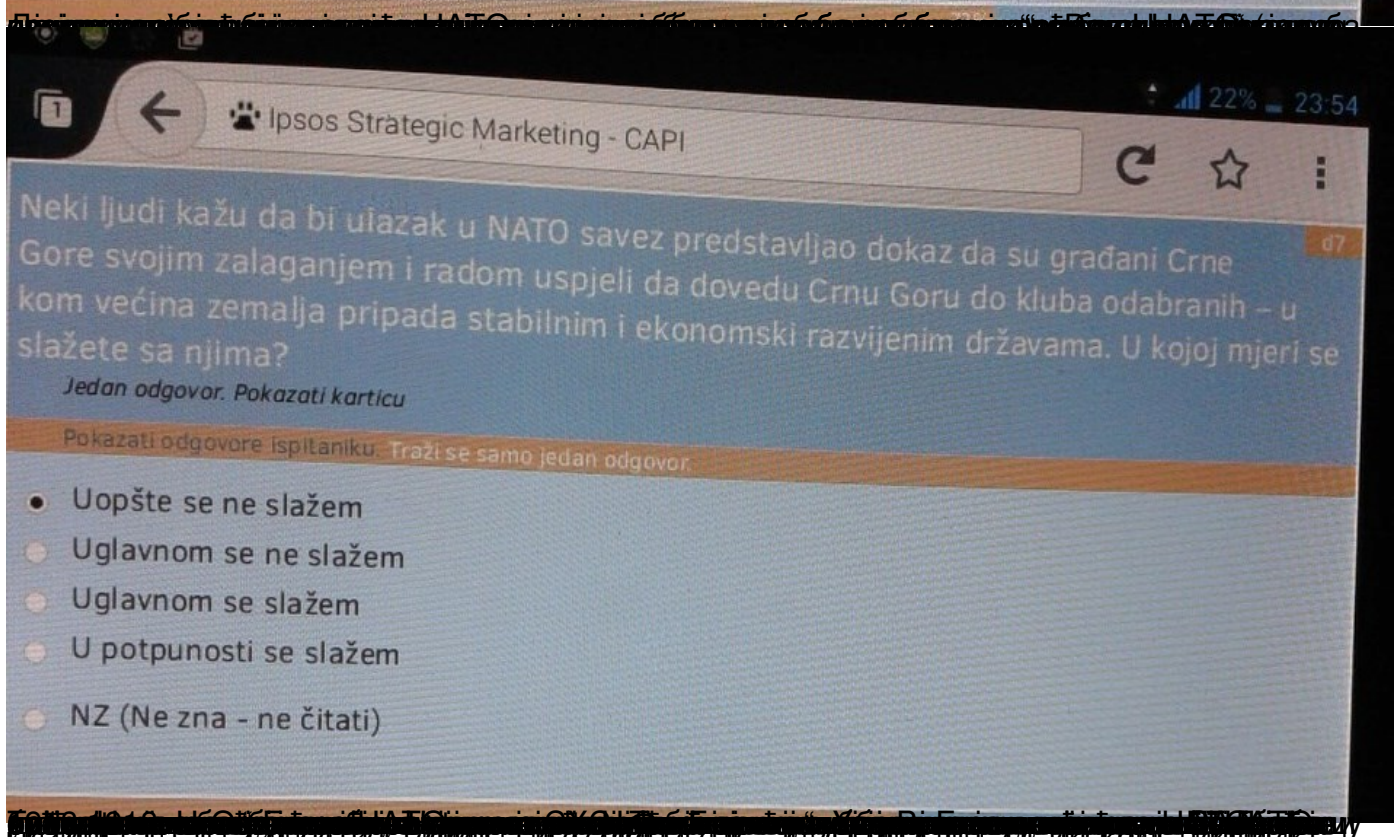 1
Ipsos Strategic Marketing - CAPI
22% 23:54
Neki ljudi kažu da bi ulazak u NATO savez predstavljao dokaz da su građani Crne
d7
Gore svojim zalaganjem i radom uspjeli da dovedu Crnu Goru do kluba odabranih – u
kom većina zemalja pripada stabilnim i ekonomski razvijenim državama. U kojoj mjeri se
slažete sa njima?
Jedan odgovor. Pokazati karticu
Pokazati odgovore ispitaniku. Traži se samo jedan odgovor.
Uopšte se ne slažem
Uglavnom se ne slažem
Uglavnom se slažem
U potpunosti se slažem
NZ (Ne zna - ne čitati)